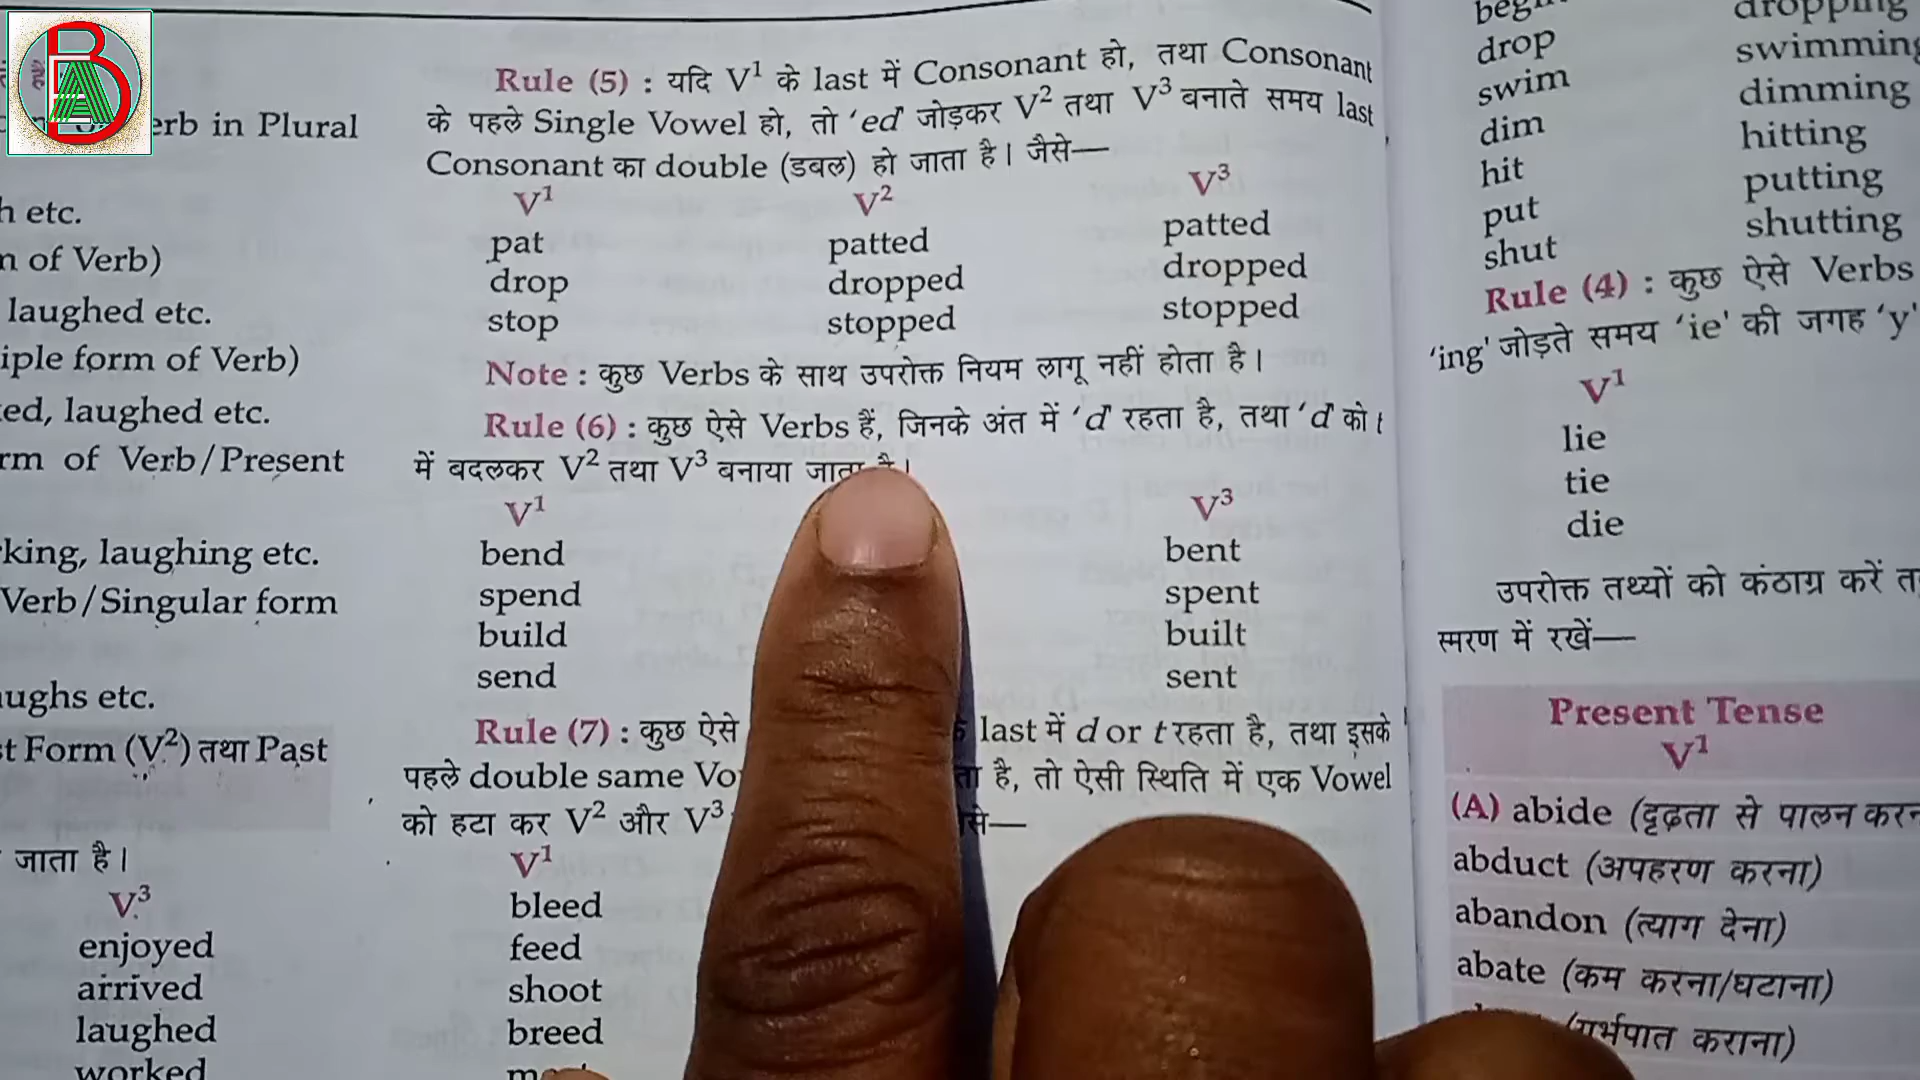 erb in Plural
h etc.
of Verb)
laughed etc.
iple form of Verb)
ed, laughed etc.
rm of Verb/Present
king, laughing etc.
Verb/Singular form
aughs etc.
st Form (V²) तथा Past
जाता है।
V³
enjoyed
arrived
laughed
worked
Rule (5) : यदि V¹ के last में Consonant हो, तथा Consonant
के पहले Single Vowel हो, तो 'ed' जोड़कर V² तथा V³ बनाते समय last
Consonant का double (डबल) हो जाता है। जैसे—
V¹ V² V³
pat patted patted
drop dropped dropped
stop stopped stopped
Note : कुछ Verbs के साथ उपरोक्त नियम लागू नहीं होता है।
Rule (6) : कुछ ऐसे Verbs हैं, जिनके अंत में 'd' रहता है, तथा 'd' को t
में बदलकर V² तथा V³ बनाया जाता है।
V¹ V³
bend bent
spend spent
build built
send sent
Rule (7) : कुछ ऐसे last में d or t रहता है, तथा इसके
पहले double same Vo है, तो ऐसी स्थिति में एक Vowel
को हटा कर V² और V³
V¹
bleed
feed
shoot
breed
drop dropping
swim swimming
dim dimming
hit hitting
put putting
shut shutting
Rule (4) : कुछ ऐसे Verbs
'ing' जोड़ते समय 'ie' की जगह 'y'
V¹
lie
tie
die
उपरोक्त तथ्यों को कंठाग्र करें
स्मरण में रखें—
Present Tense
V¹
(A) abide (दृढ़ता से पालन करन
abduct (अपहरण करना)
abandon (त्याग देना)
abate (कम करना/घटाना)
(गर्भपात कराना)